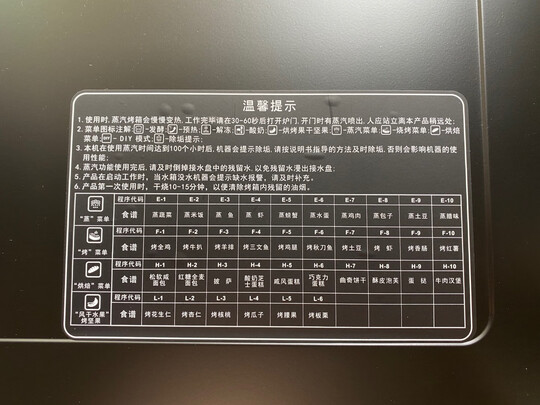 温馨提示
1. 使用时,蒸汽烤箱会慢慢变热,工作完毕请在30-60秒后打开炉门,开门时有蒸汽喷出,人应站立离本产品稍远处;
2. 菜单图标注解: -发酵; -预热; -解冻; -酸奶 -烘烤果干坚果 -蒸汽菜单; -烧烤菜单; -烘焙
菜单; DIY -DIY 模式; -除垢提示;
3. 本机在使用蒸汽时间达到100个小时后,机器会提示除垢,请按说明书指导的方法及时除垢,否则会影响机器的使
用性能;
4. 蒸汽功能使用完后,请及时倒掉接水盘中的残留水,以免残留水漫出接水盘;
5. 产品在启动工作时,当水箱没水机器会提示缺水报警,请及时补充。
6. 产品第一次使用时,干烧10-15分钟,以便清除烤箱内残留的油烟。
程序代码 E-1 E-2 E-3 E-4 E-5 E-6 E-7 E-8 E-9 E-10
“蒸”菜单 食谱 蒸蔬菜 蒸米饭 蒸鱼 蒸虾 蒸螃蟹 蒸水蛋 蒸鸡肉 蒸包子 蒸土豆 蒸腊味
程序代码 F-1 F-2 F-3 F-4 F-5 F-6 F-7 F-8 F-9 F-10
“烤”菜单 食谱 烤全鸡 烤牛扒 烤羊排 烤三文鱼 烤鸡腿 烤秋刀鱼 烤土豆 烤虾 烤香肠 烤红薯
程序代码 H-1 H-2 H-3 H-4 H-5 H-6 H-7 H-8 H-9 H-10
“烘焙”菜单 食谱 松软咸面包 红糖全麦面包 披萨 酸奶芝士蛋糕 戚风蛋糕 巧克力蛋糕 曲奇饼干 酥皮泡芙 蛋挞 牛肉汉堡
程序代码 L-1 L-2 L-3 L-4 L-5 L-6
“风干水果”烤坚果 食谱 烤花生仁 烤杏仁 烤核桃 烤瓜子 烤腰果 烤板栗